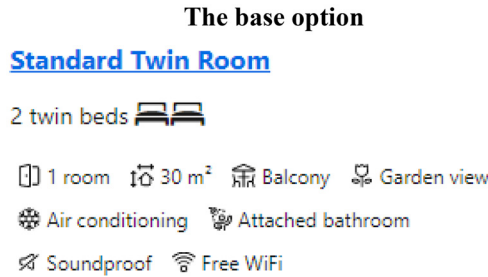 The base option
Standard Twin Room
2 twin beds
1 room 30 m² Balcony Garden view
Air conditioning Attached bathroom
Soundproof Free WiFi